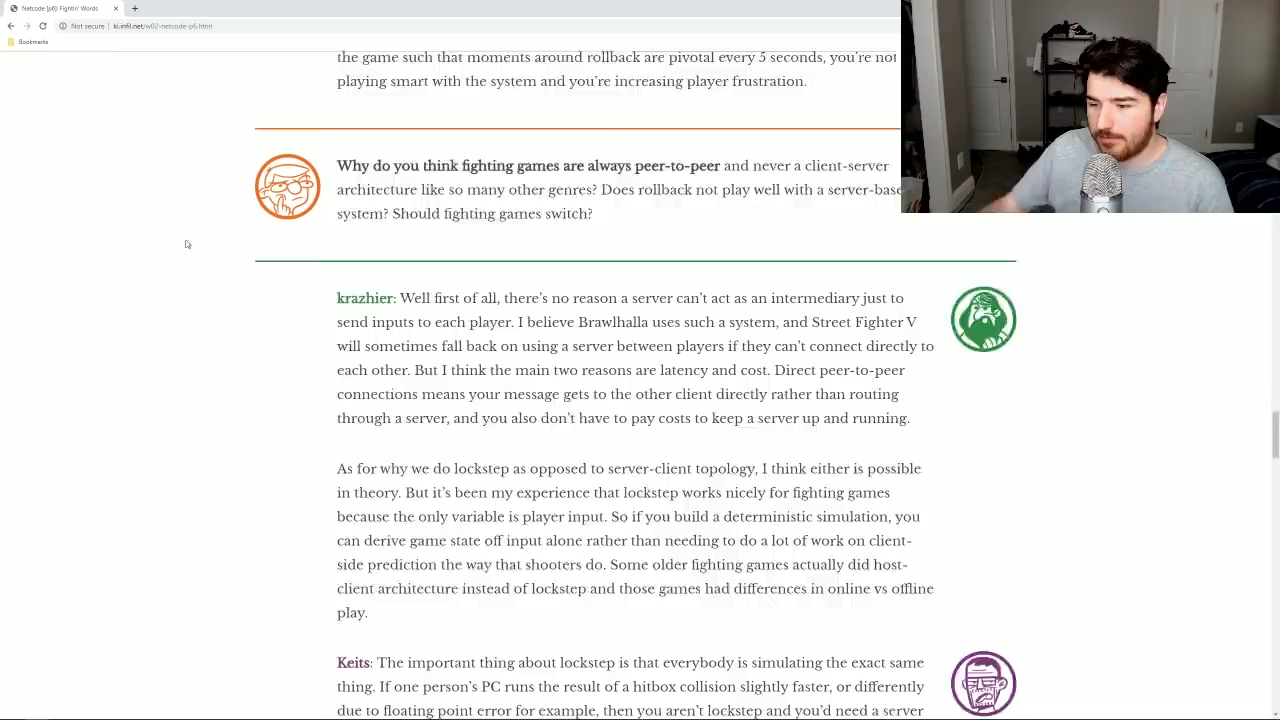 Netcode [p6] Fightin' Words
Not secure
ki.infil.net/w02-netcode-p6.html
Bookmarks
the game such that moments around rollback are pivotal every 5 seconds, you're not
playing smart with the system and you're increasing player frustration.
Why do you think fighting games are always peer-to-peer and never a client-server
architecture like so many other genres? Does rollback not play well with a server-base
system? Should fighting games switch?
krazhier: Well first of all, there's no reason a server can't act as an intermediary just to
send inputs to each player. I believe Brawlhalla uses such a system, and Street Fighter V
will sometimes fall back on using a server between players if they can't connect directly to
each other. But I think the main two reasons are latency and cost. Direct peer-to-peer
connections means your message gets to the other client directly rather than routing
through a server, and you also don't have to pay costs to keep a server up and running.
As for why we do lockstep as opposed to server-client topology, I think either is possible
in theory. But it's been my experience that lockstep works nicely for fighting games
because the only variable is player input. So if you build a deterministic simulation, you
can derive game state off input alone rather than needing to do a lot of work on client-
side prediction the way that shooters do. Some older fighting games actually did host-
client architecture instead of lockstep and those games had differences in online vs offline
play.
Keits: The important thing about lockstep is that everybody is simulating the exact same
thing. If one person's PC runs the result of a hitbox collision slightly faster, or differently
due to floating point error for example, then you aren't lockstep and you'd need a server